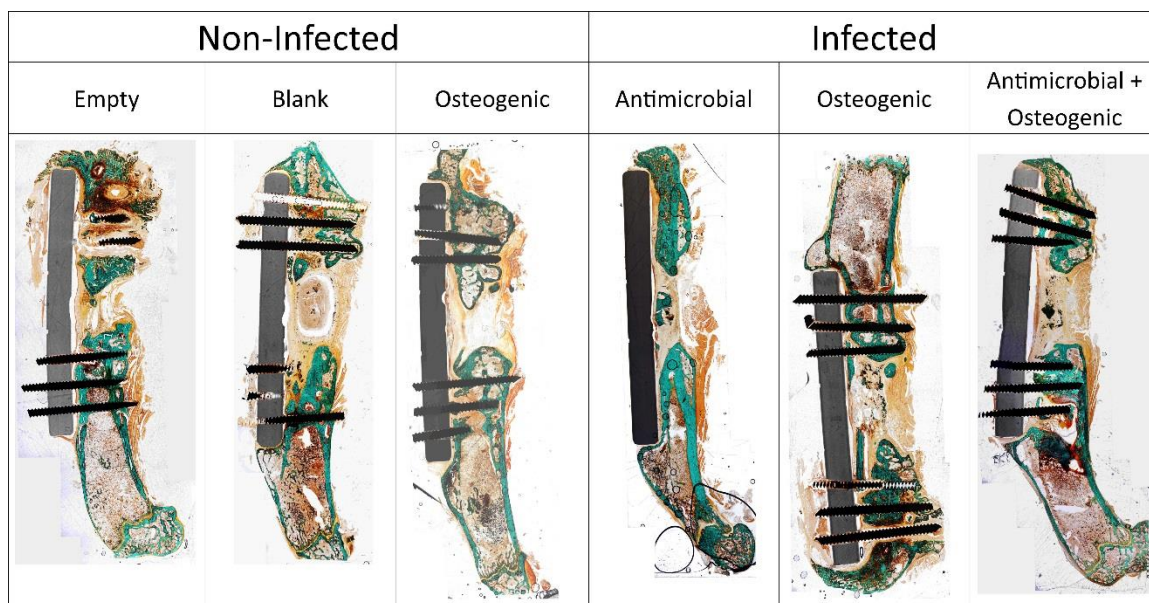 Non-Infected
Infected
Empty
Blank
Osteogenic
Antimicrobial
Osteogenic
Antimicrobial +
Osteogenic